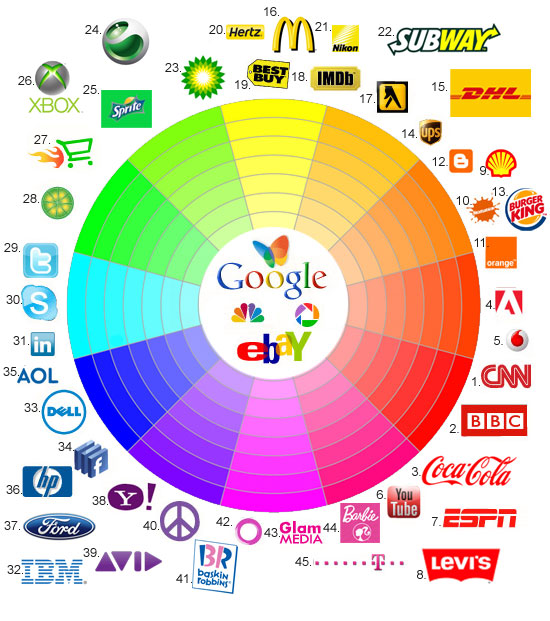 16.
24.
20. Hertz
21. Nikon
22. SUBWAY
23.
19. BEST BUY
18. IMDb
26.
XBOX
25. Sprite
17.
15. DHL
14. ups
27.
12.
9.
28.
10.
13. BURGER KING
11. orange™
29. t
Google
30. S
4.
31. in
5.
ebaY
35. AOL
1. CNN
33. DELL
2. BBC
34. f
3. Coca-Cola
36. hp
38. Y!
6. You Tube
37. Ford
40.
42.
43. Glam MEDIA
44. Barbie
7. ESPN
32. IBM
39. AVID
41. BR baskin robbins
45. T
8. LEVI'S